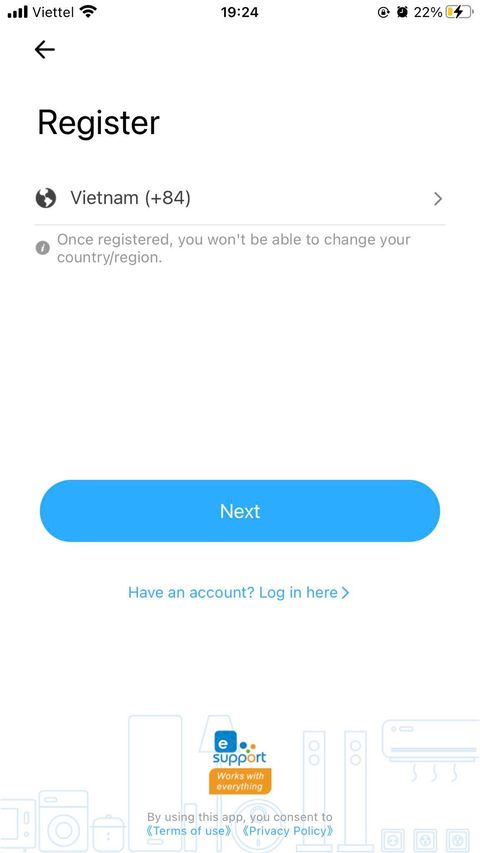 Viettel 19:24 22%
Register
Vietnam (+84)
Once registered, you won't be able to change your
country/region.
Next
Have an account? Log in here
e
support
Works with
everything
By using this app, you consent to
《Terms of use》 《Privacy Policy》